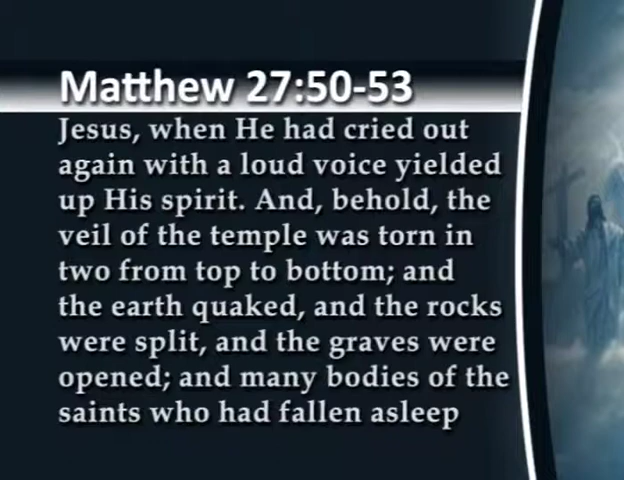 Matthew 27:50-53
Jesus, when He had cried out
again with a loud voice yielded
up His spirit. And, behold, the
veil of the temple was torn in
two from top to bottom; and
the earth quaked, and the rocks
were split, and the graves were
opened; and many bodies of the
saints who had fallen asleep